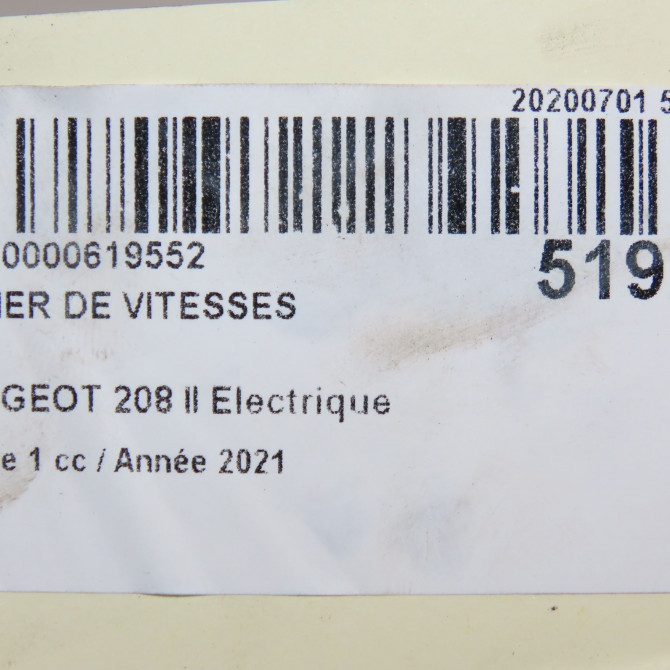 20200701 5
0000619552
519
IER DE VITESSES
GEOT 208 II Electrique
e 1 cc / Année 2021